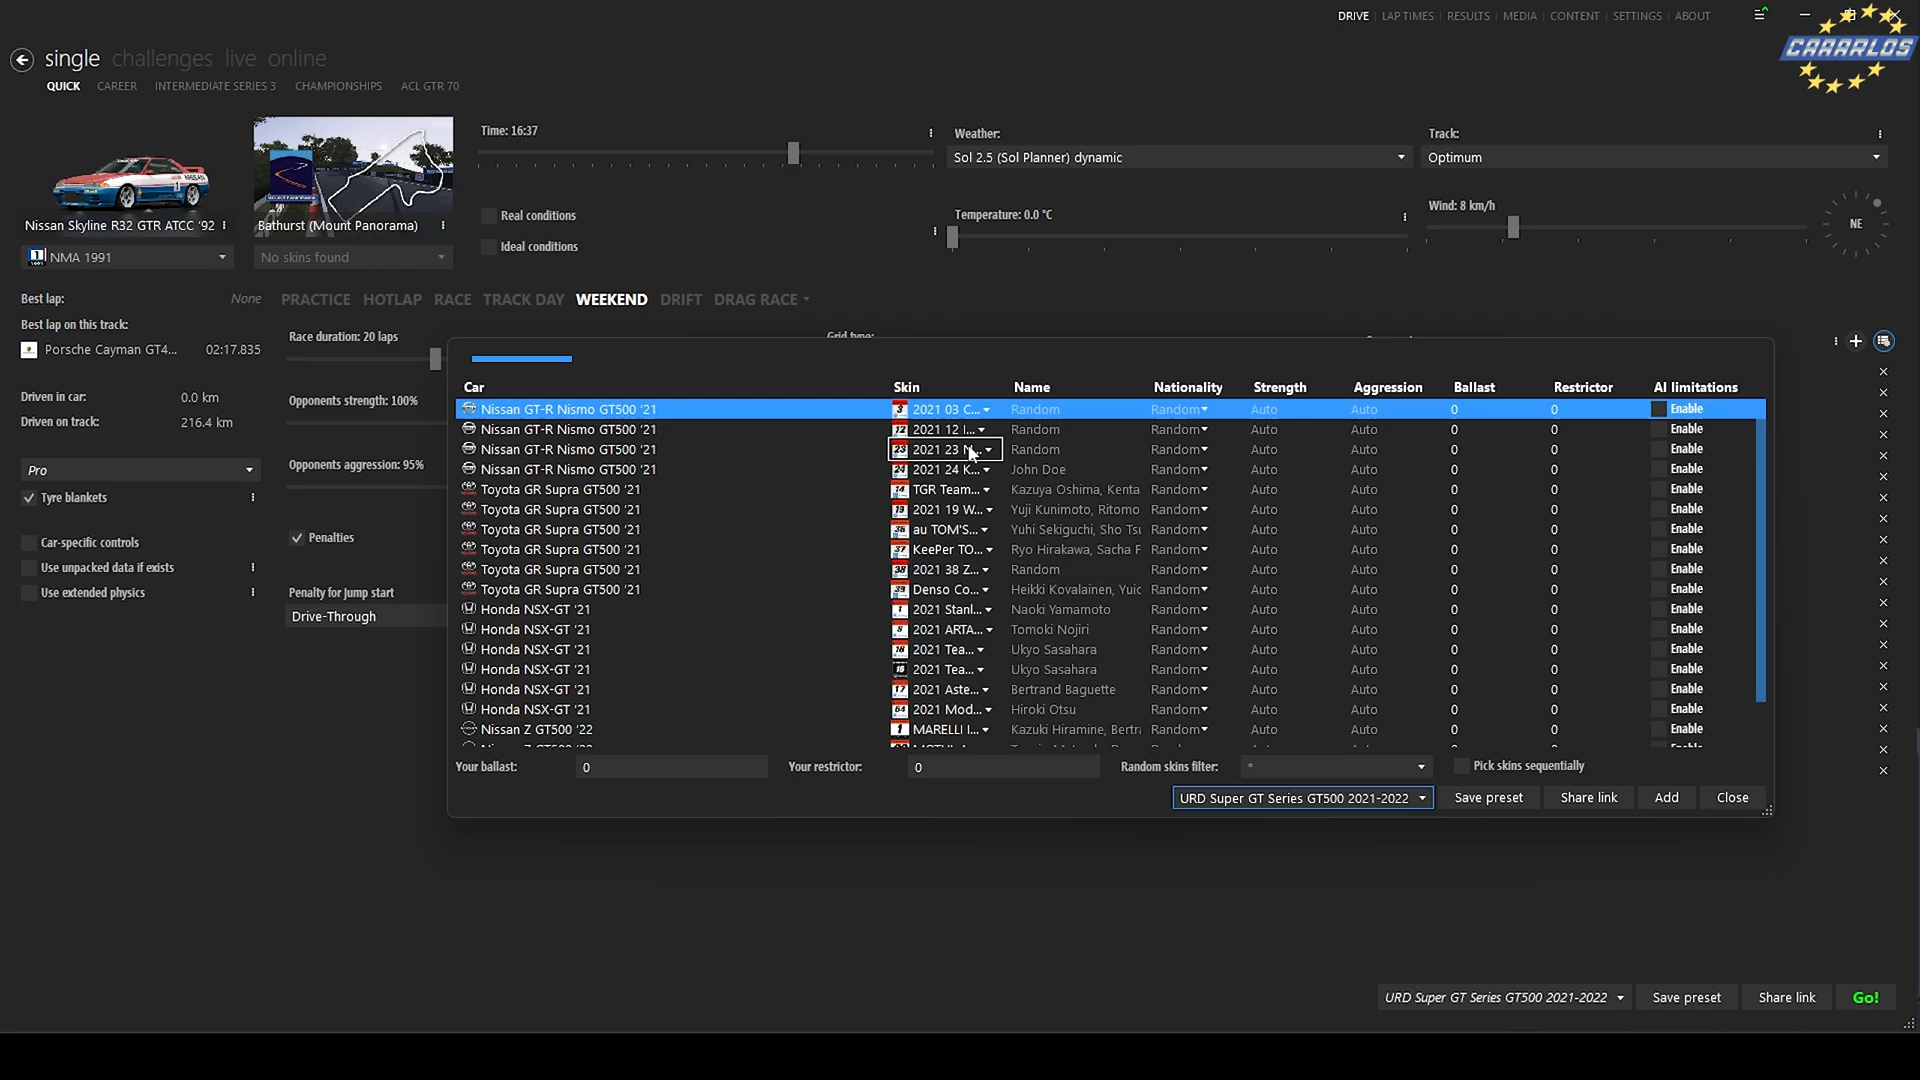 DRIVE | LAP TIMES | RESULTS | MEDIA | CONTENT | SETTINGS | ABOUT
CAAARLOS
single challenges live online
QUICK CAREER INTERMEDIATE SERIES 3 CHAMPIONSHIPS ACL GTR 70
Time: 16:37
Weather:
Track:
Sol 2.5 (Sol Planner) dynamic
Optimum
Nissan Skyline R32 GTR ATCC '92
Bathurst (Mount Panorama)
Real conditions
Temperature: 0.0 °C
Wind: 8 km/h
NE
Ideal conditions
NMA 1991
No skins found
Best lap: None
PRACTICE HOTLAP RACE TRACK DAY WEEKEND DRIFT DRAG RACE
Best lap on this track:
Porsche Cayman GT4... 02:17.835
Race duration: 20 laps
Grid type:
Driven in car: 0.0 km
Driven on track: 216.4 km
Opponents strength: 100%
Opponents aggression: 95%
Pro
Tyre blankets
Penalties
Car-specific controls
Use unpacked data if exists
Use extended physics
Penalty for jump start
Drive-Through
Car Skin Name Nationality Strength Aggression Ballast Restrictor AI limitations
Nissan GT-R Nismo GT500 '21 3 2021 03 C... Random Random Auto Auto 0 0 Enable
Nissan GT-R Nismo GT500 '21 12 2021 12 I... Random Random Auto Auto 0 0 Enable
Nissan GT-R Nismo GT500 '21 23 2021 23 Random Random Auto Auto 0 0 Enable
Nissan GT-R Nismo GT500 '21 24 2021 24 K... John Doe Random Auto Auto 0 0 Enable
Toyota GR Supra GT500 '21 14 TGR Team... Kazuya Oshima, Kenta Random Auto Auto 0 0 Enable
Toyota GR Supra GT500 '21 19 2021 19 W... Yuji Kunimoto, Ritomo Random Auto Auto 0 0 Enable
Toyota GR Supra GT500 '21 36 au TOM'S... Yuhi Sekiguchi, Sho Tsu Random Auto Auto 0 0 Enable
Toyota GR Supra GT500 '21 37 KeePer TO... Ryo Hirakawa, Sacha F Random Auto Auto 0 0 Enable
Toyota GR Supra GT500 '21 38 2021 38 Z... Random Random Auto Auto 0 0 Enable
Toyota GR Supra GT500 '21 39 Denso Co... Heikki Kovalainen, Yuic Random Auto Auto 0 0 Enable
Honda NSX-GT '21 1 2021 Stanl... Naoki Yamamoto Random Auto Auto 0 0 Enable
Honda NSX-GT '21 8 2021 ARTA... Tomoki Nojiri Random Auto Auto 0 0 Enable
Honda NSX-GT '21 16 2021 Tea... Ukyo Sasahara Random Auto Auto 0 0 Enable
Honda NSX-GT '21 16 2021 Tea... Ukyo Sasahara Random Auto Auto 0 0 Enable
Honda NSX-GT '21 17 2021 Aste... Bertrand Baguette Random Auto Auto 0 0 Enable
Honda NSX-GT '21 64 2021 Mod... Hiroki Otsu Random Auto Auto 0 0 Enable
Nissan Z GT500 '22 1 MARELLI I... Kazuki Hiramine, Bertr Random Auto Auto 0 0 Enable
Your ballast: 0 Your restrictor: 0 Random skins filter: * Pick skins sequentially
URD Super GT Series GT500 2021-2022 Save preset Share link Add Close
URD Super GT Series GT500 2021-2022 Save preset Share link Go!